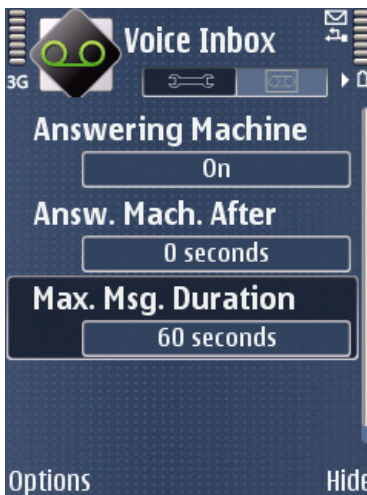 Voice Inbox
3G
Answering Machine
On
Answ. Mach. After
0 seconds
Max. Msg. Duration
60 seconds
Options
Hide